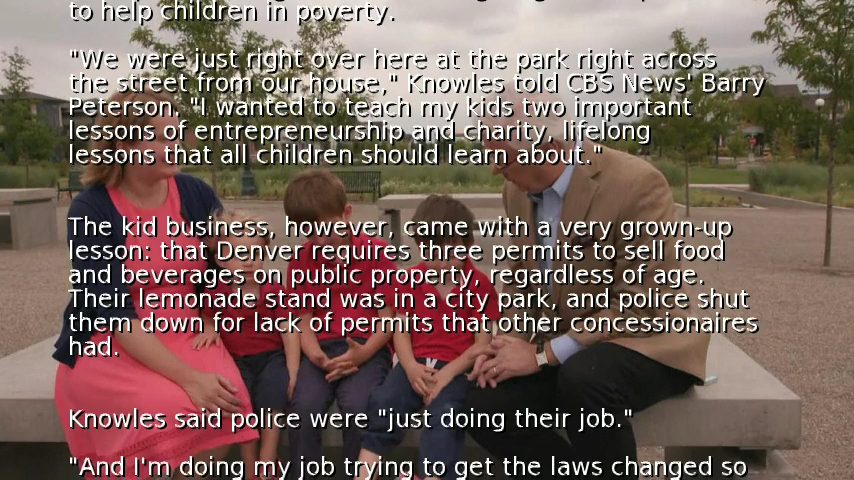 to help children in poverty.
"We were just right over here at the park right across
the street from our house," Knowles told CBS News' Barry
Peterson. "I wanted to teach my kids two important
lessons of entrepreneurship and charity, lifelong
lessons that all children should learn about."
The kid business, however, came with a very grown-up
lesson: that Denver requires three permits to sell food
and beverages on public property, regardless of age.
Their lemonade stand was in a city park, and police shut
them down for lack of permits that other concessionaires
had.
Knowles said police were "just doing their job."
"And I'm doing my job trying to get the laws changed so